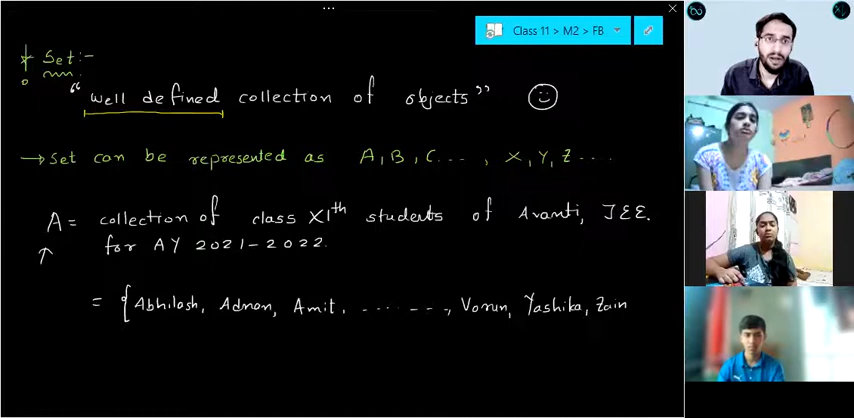 Class 11 > M2 > FB
* Set:-
"Well defined collection of objects"
→ Set can be represented as A, B, C...., X, Y, Z....
A = collection of class XIth students of Avanti, JEE.
for AY 2021-2022.
= {Abhilash, Adnan, Amit, ........, Varun, Yashika, Zain